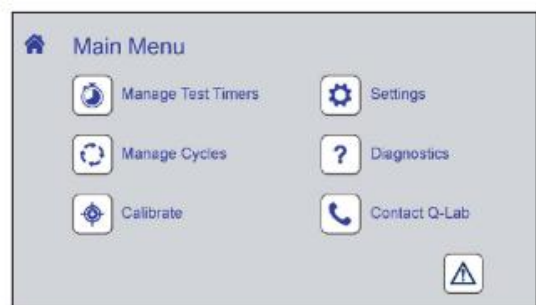 Main Menu
Manage Test Timers
Settings
Manage Cycles
? Diagnostics
Calibrate
Contact Q-Lab